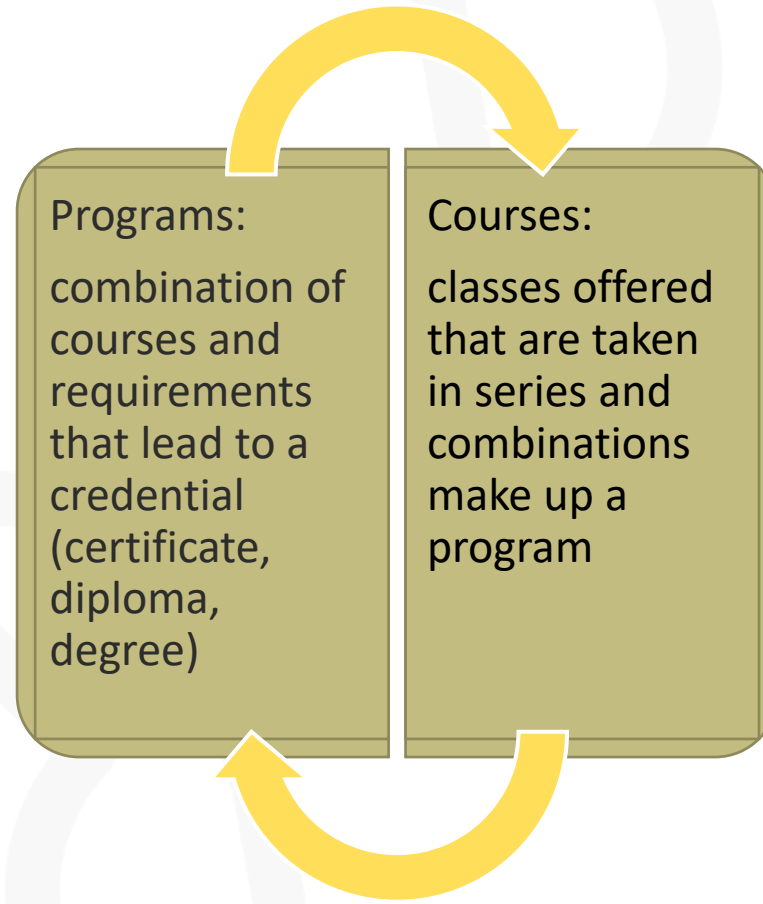 Programs:
combination of
courses and
requirements
that lead to a
credential
(certificate,
diploma,
degree)
Courses:
classes offered
that are taken
in series and
combinations
make up a
program